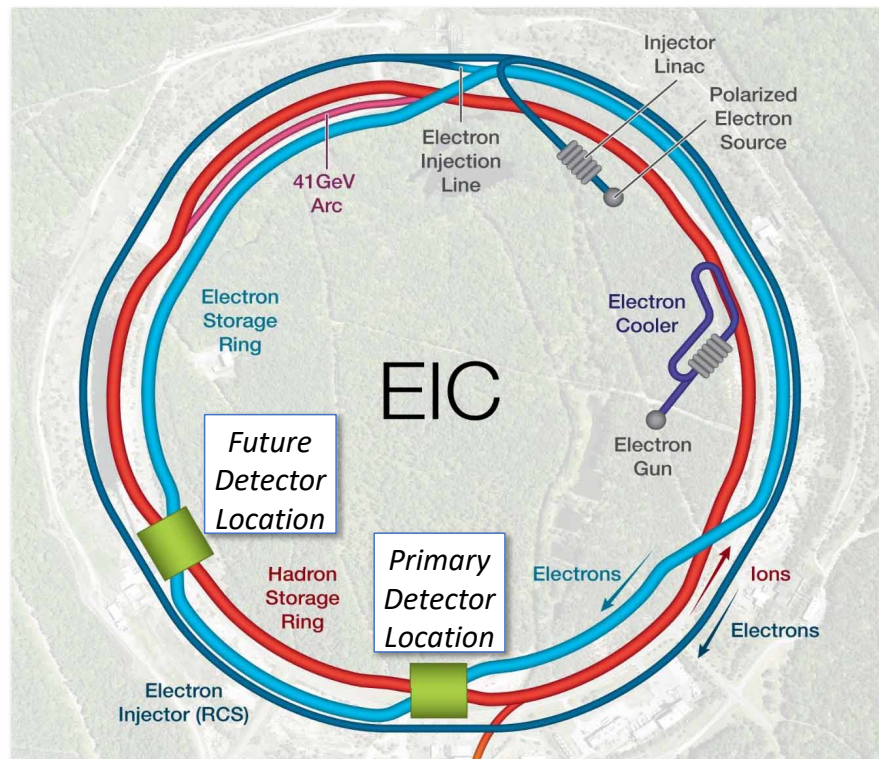 Injector
Linac
Polarized
Electron
Source
Electron
Injection
Line
41GeV
Arc
Electron
Storage
Ring
Electron
Cooler
EIC
Electron
Gun
Future
Detector
Location
Primary
Detector
Location
Hadron
Storage
Ring
Electrons
Ions
Electrons
Electron
Injector (RCS)